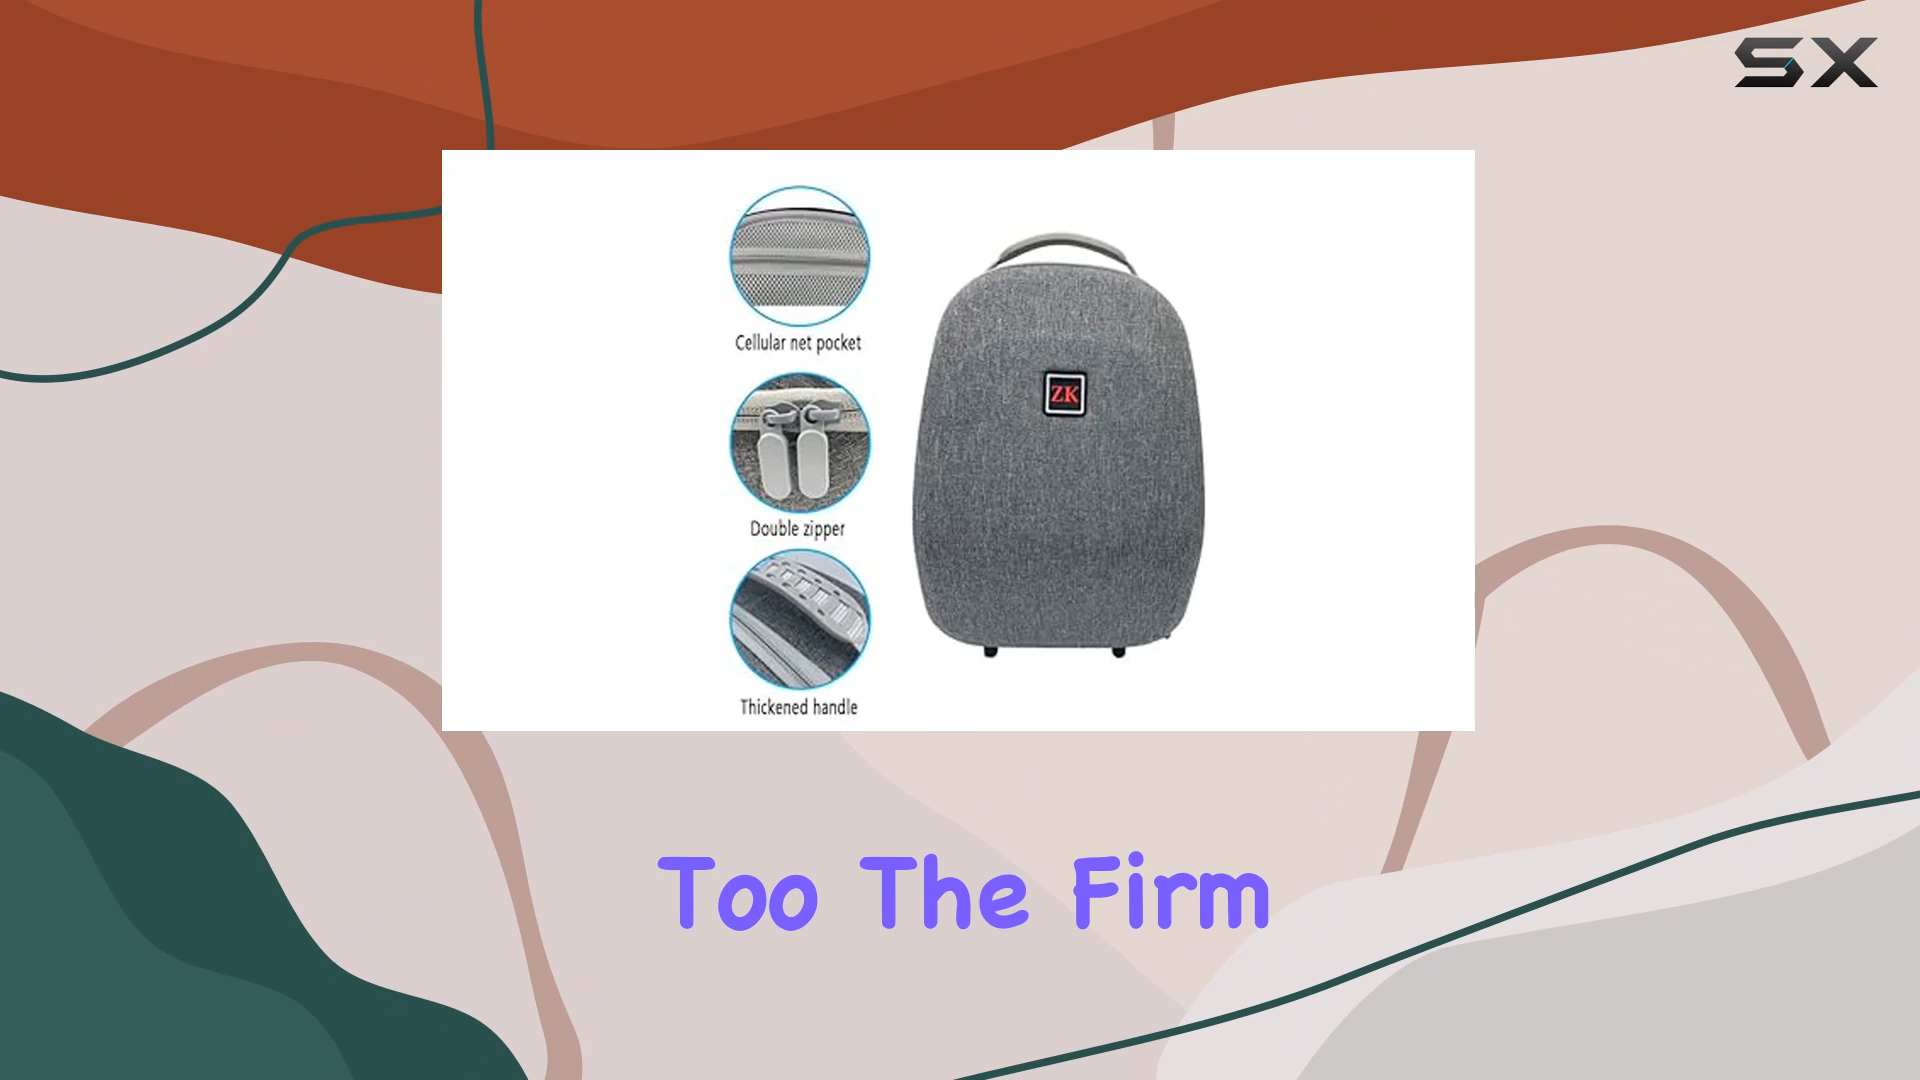 SX
Cellular net pocket
ZK
Double zipper
Thickened handle
Too The Firm